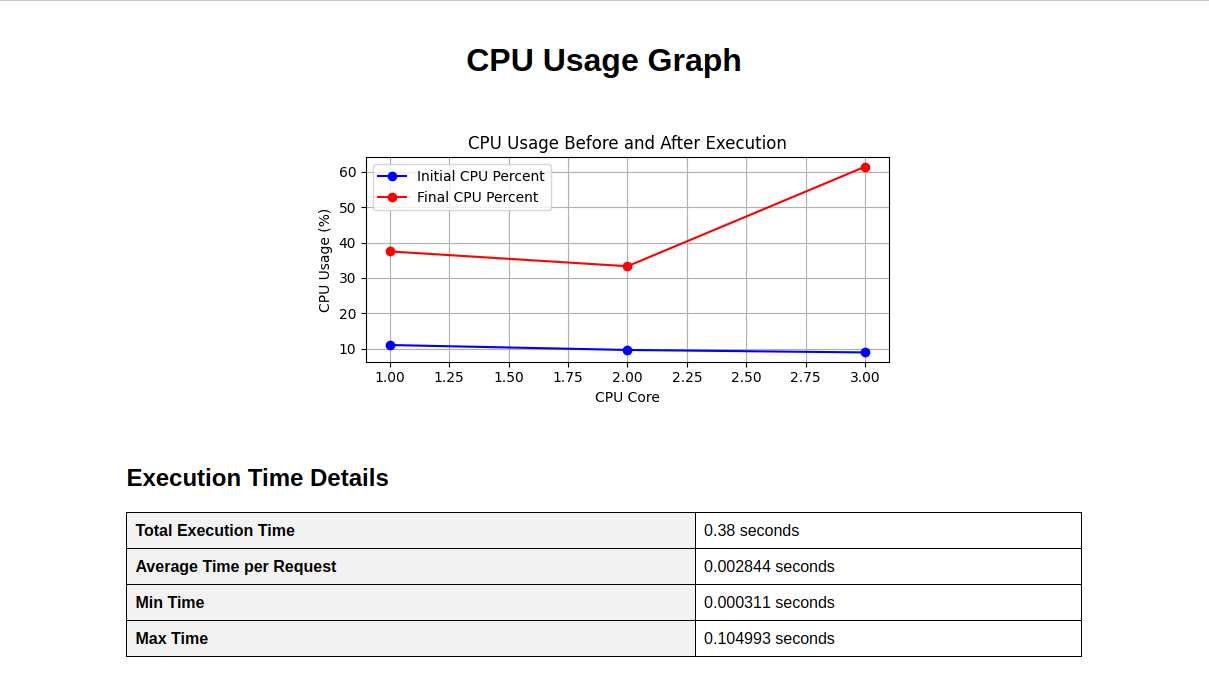 CPU Usage Graph
CPU Usage Before and After Execution
Initial CPU Percent
Final CPU Percent
CPU Usage (%)
60
50
40
30
20
10
1.00 1.25 1.50 1.75 2.00 2.25 2.50 2.75 3.00
CPU Core
Execution Time Details
Total Execution Time 0.38 seconds
Average Time per Request 0.002844 seconds
Min Time 0.000311 seconds
Max Time 0.104993 seconds